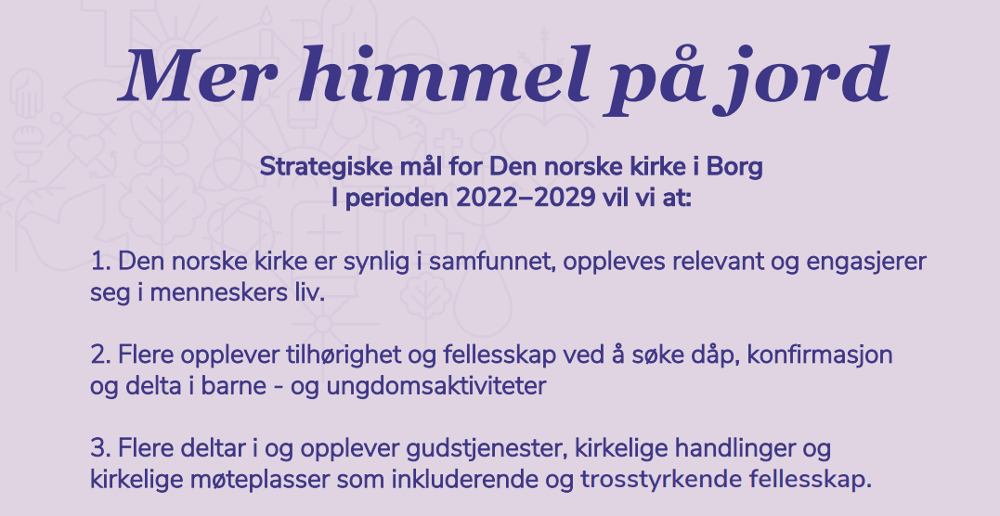 Mer himmel på jord
Strategiske mål for Den norske kirke i Borg
I perioden 2022–2029 vil vi at:
1. Den norske kirke er synlig i samfunnet, oppleves relevant og engasjerer
seg i menneskers liv.
2. Flere opplever tilhørighet og fellesskap ved å søke dåp, konfirmasjon
og delta i barne - og ungdomsaktiviteter
3. Flere deltar i og opplever gudstjenester, kirkelige handlinger og
kirkelige møteplasser som inkluderende og trosstyrkende fellesskap.